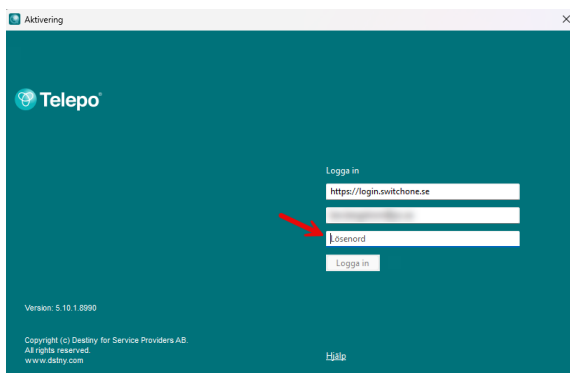 Aktivering
Telepo
Logga in
https://login.switchone.se
Lösenord
Logga in
Version: 5.10.1.8990
Copyright (c) Destiny for Service Providers AB.
All rights reserved.
www.dstny.com
Hjälp